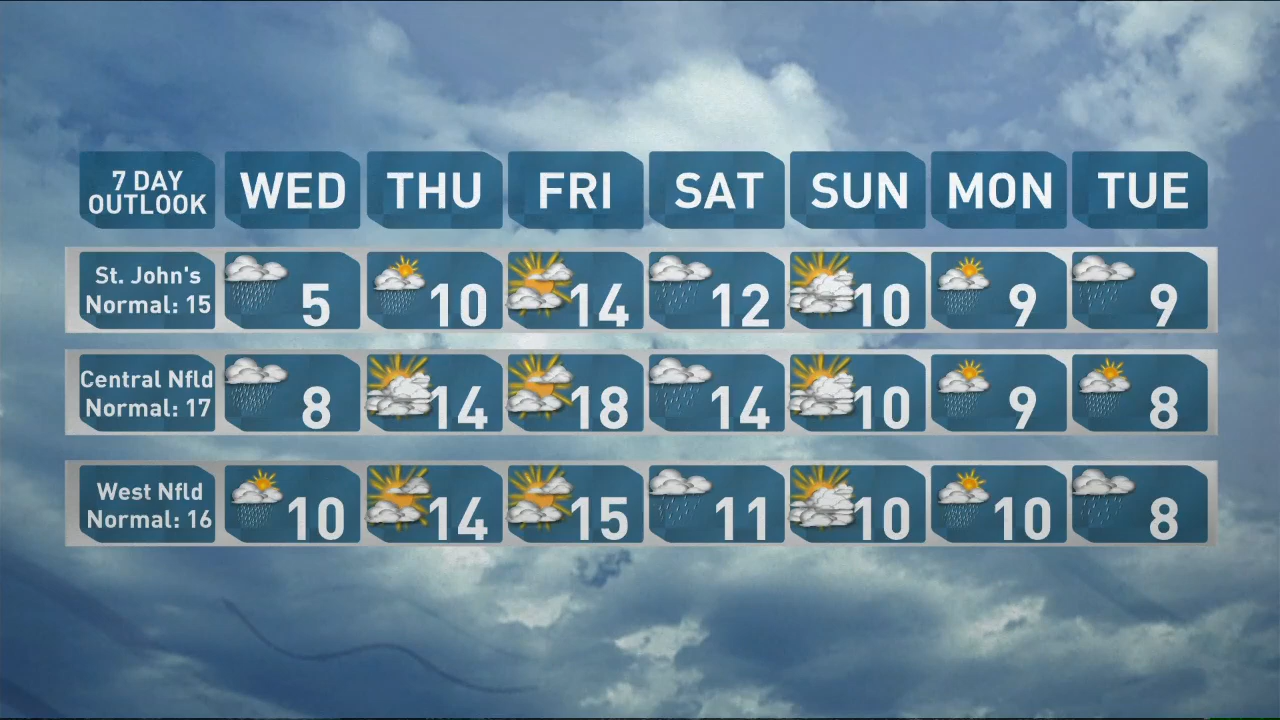 7 DAY
OUTLOOK
WED THU FRI SAT SUN MON TUE
St. John's
Normal: 15
5 10 14 12 10 9 9
Central Nfld
Normal: 17
8 14 18 14 10 9 8
West Nfld
Normal: 16
10 14 15 11 10 10 8